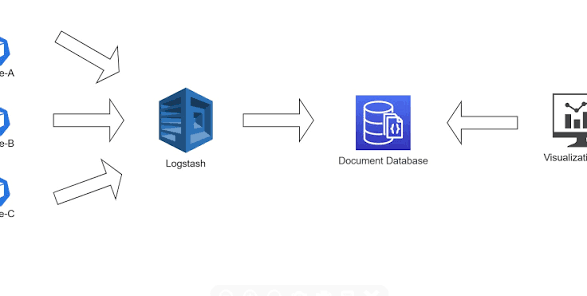 e-A
e-B
Logstash
Document Database
Visualizati
e-C